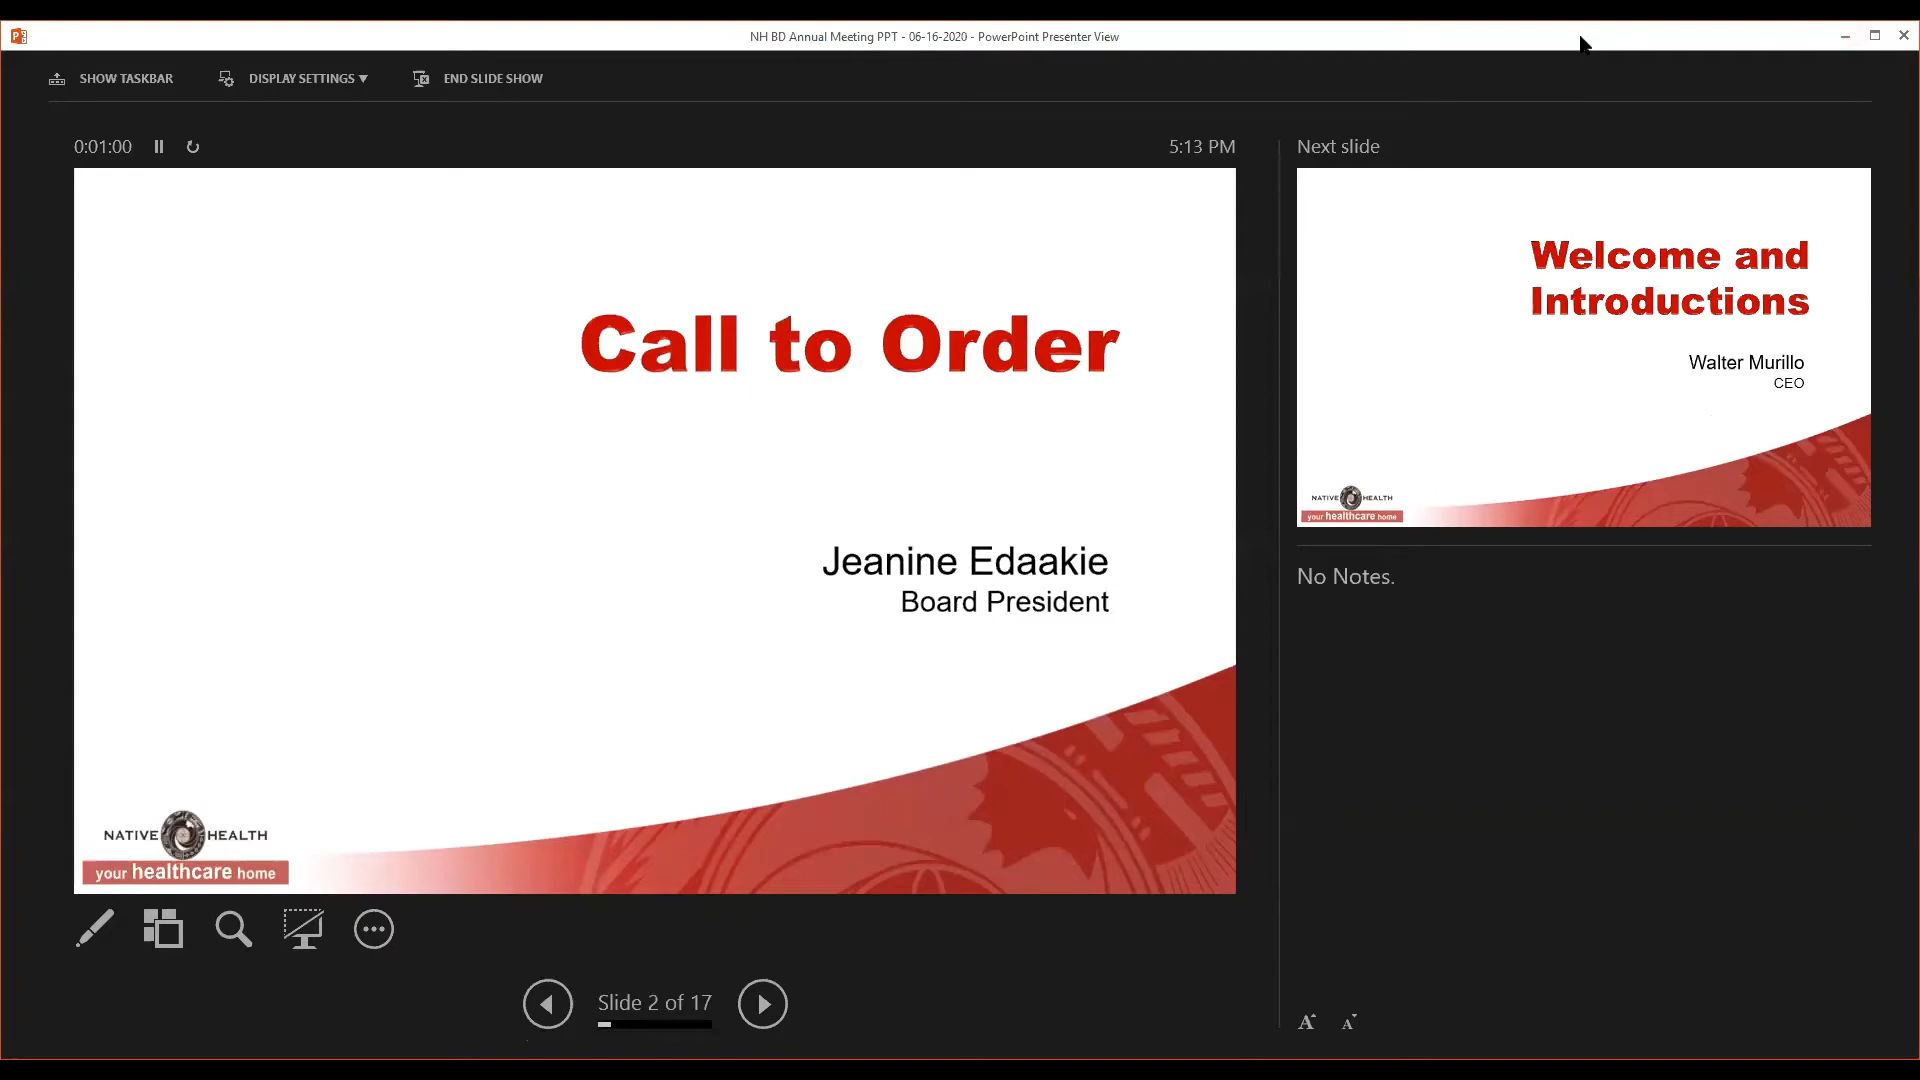 NH BD Annual Meeting PPT - 06-16-2020 - PowerPoint Presenter View
SHOW TASKBAR
DISPLAY SETTINGS
END SLIDE SHOW
0:01:00
5:13 PM
Call to Order
Jeanine Edaakie
Board President
NATIVE HEALTH
your healthcare home
Slide 2 of 17
Next slide
Welcome and
Introductions
Walter Murillo
CEO
NATIVE HEALTH
your healthcare home
No Notes.
A A